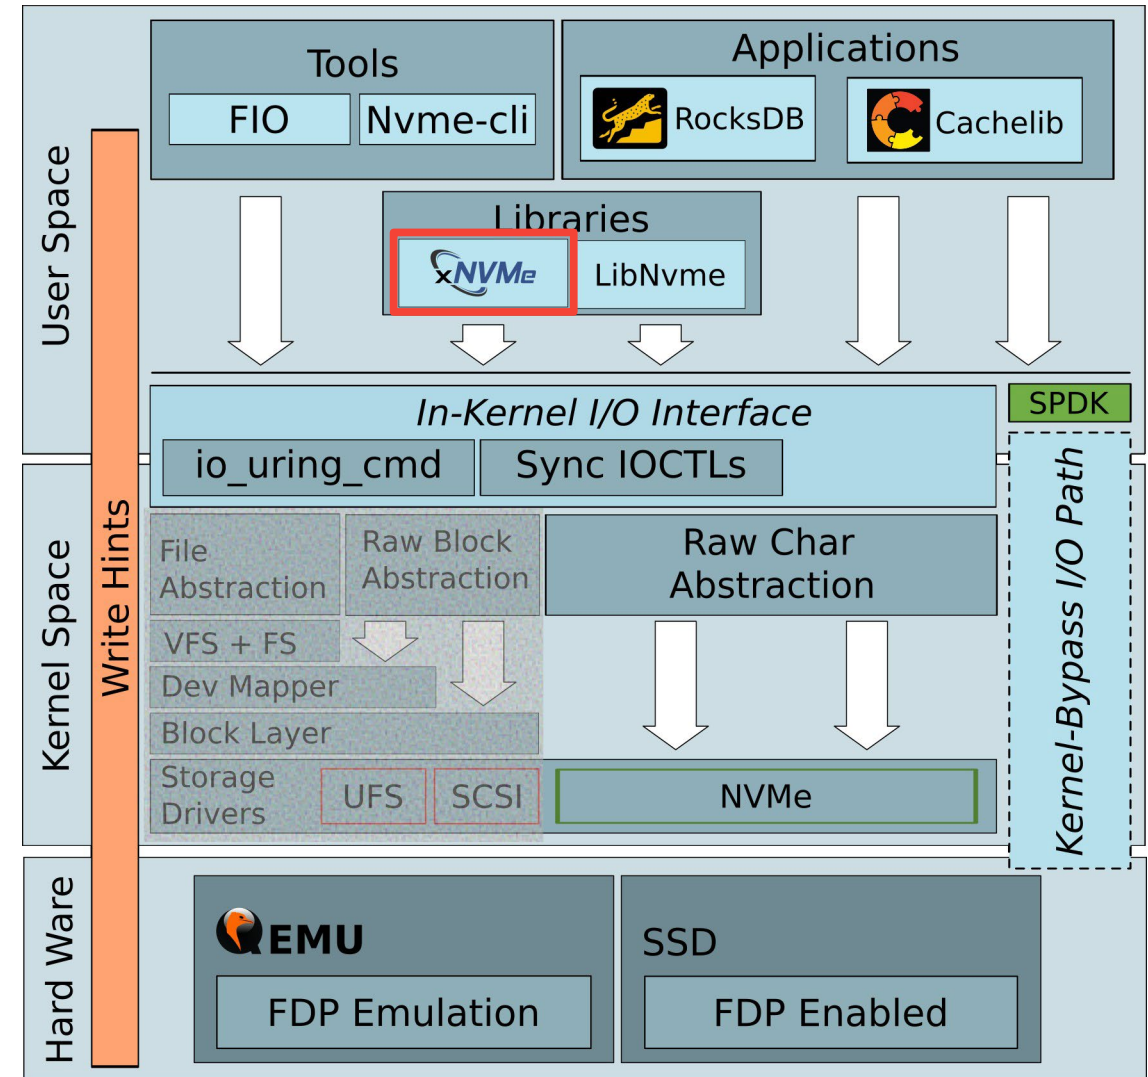 User Space
Tools
FIO
Nvme-cli
Applications
RocksDB
Cachelib
Libraries
xNVMe
LibNvme
Write Hints
Kernel Space
In-Kernel I/O Interface
io_uring_cmd
Sync IOCTLs
SPDK
Kernel-Bypass I/O Path
File
Abstraction
Raw Block
Abstraction
Raw Char
Abstraction
VFS + FS
Dev Mapper
Block Layer
Storage
Drivers
UFS
SCSI
NVMe
Hard Ware
QEMU
FDP Emulation
SSD
FDP Enabled